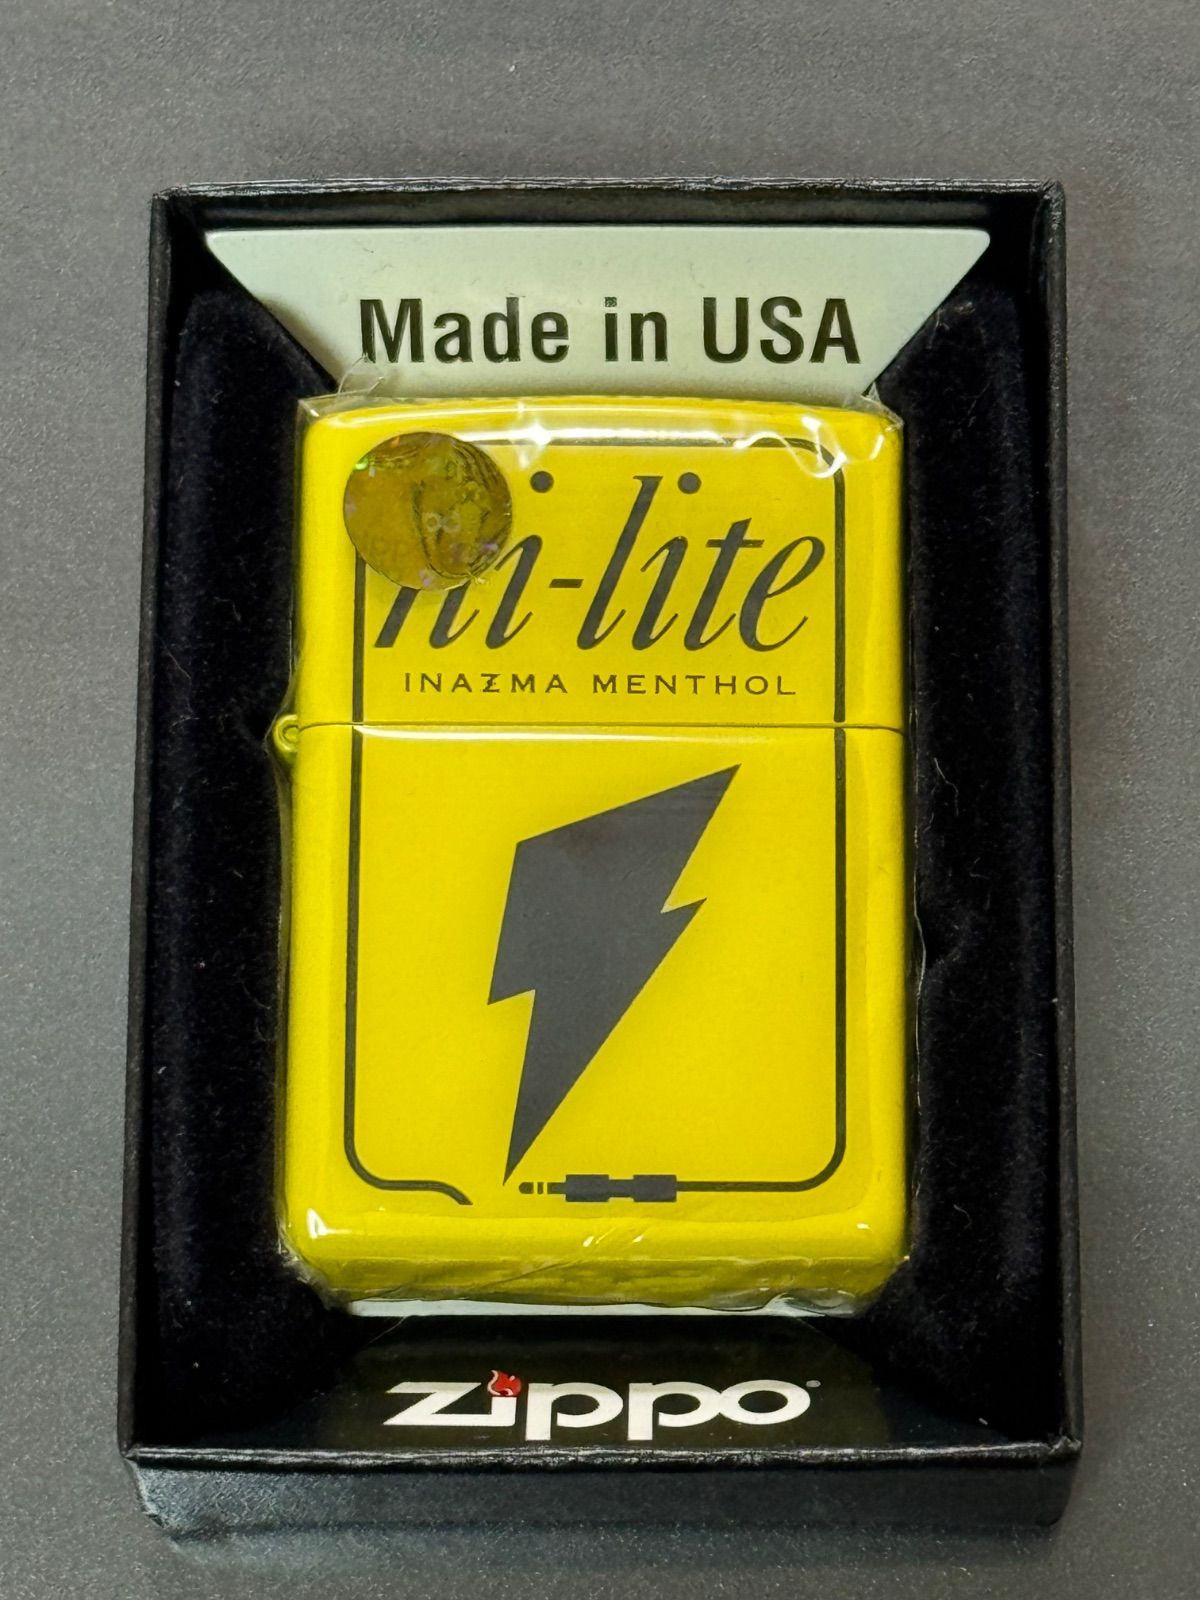 Made in USA
hi-lite
INAZMA MENTHOL
zippo